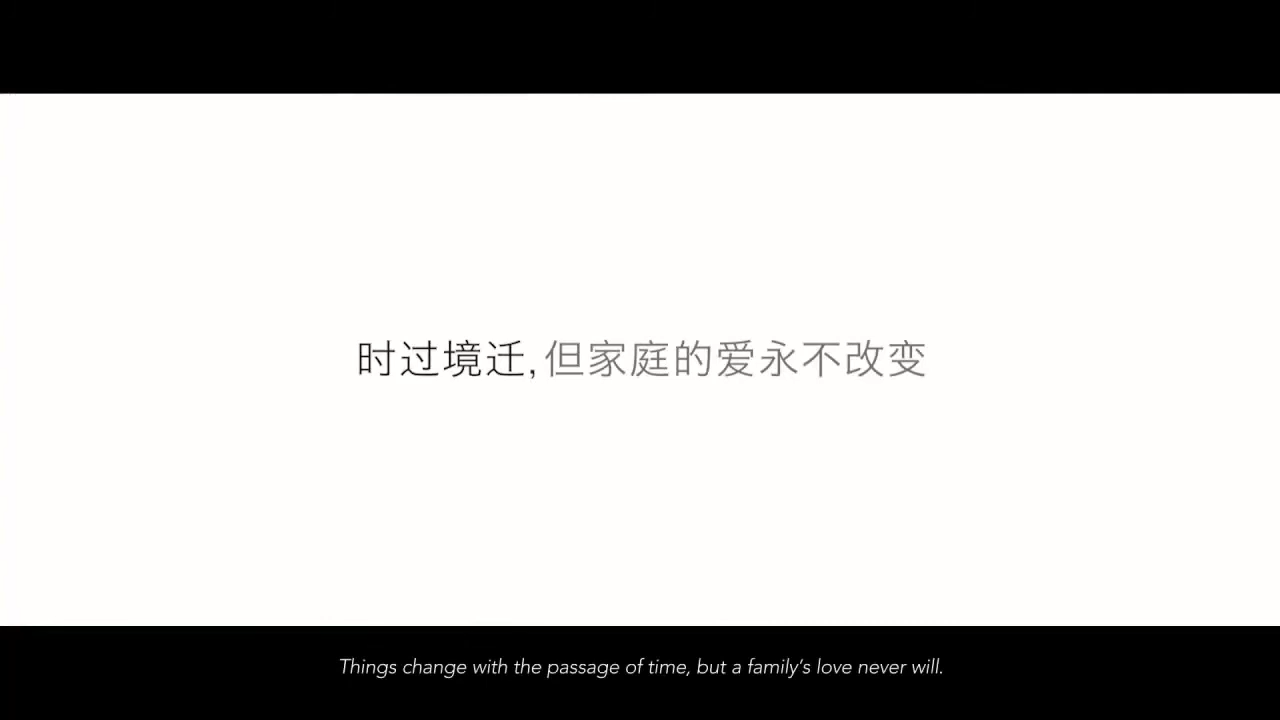 时过境迁,但家庭的爱永不改变
Things change with the passage of time, but a family's love never will.